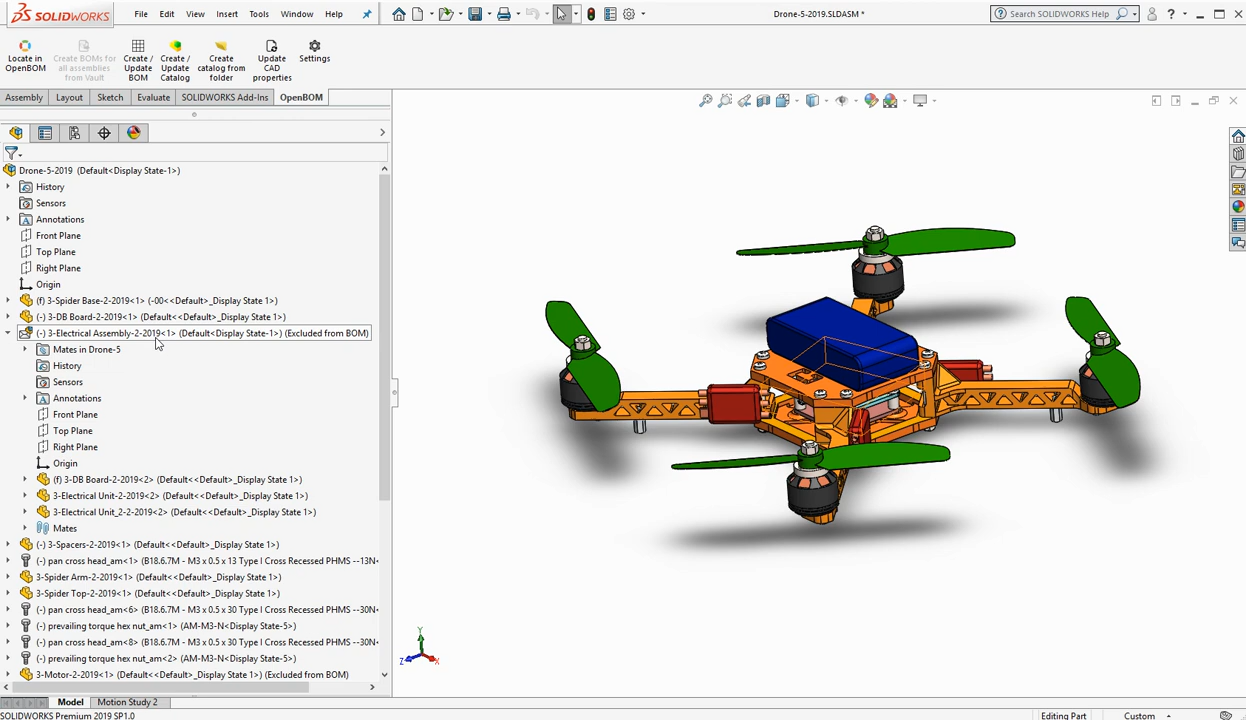 SOLIDWORKS File Edit View Insert Tools Window Help Drone-5-2019.SLDASM * Search SOLIDWORKS Help
Locate in OpenBOM
Create BOMs for all assemblies from Vault
Create / Update BOM
Create / Update Catalog
Create catalog from folder
Update CAD properties
Settings
Assembly Layout Sketch Evaluate SOLIDWORKS Add-Ins OpenBOM
Drone-5-2019 (Default<Display State-1>)
History
Sensors
Annotations
Front Plane
Top Plane
Right Plane
Origin
(f) 3-Spider Base-2-2019<1> (-00<<Default>_Display State 1>)
(-) 3-DB Board-2-2019<1> (Default<<Default>_Display State 1>)
(-) 3-Electrical Assembly-2-2019<1> (Default<Display State-1>) (Excluded from BOM)
Mates in Drone-5
History
Sensors
Annotations
Front Plane
Top Plane
Right Plane
Origin
(f) 3-DB Board-2-2019<2> (Default<<Default>_Display State 1>)
3-Electrical Unit-2-2019<2> (Default<<Default>_Display State 1>)
3-Electrical Unit_2-2-2019<2> (Default<<Default>_Display State 1>)
Mates
(-) 3-Spacers-2-2019<1> (Default<<Default>_Display State 1>)
(-) pan cross head_am<1> (B18.6.7M - M3 x 0.5 x 13 Type I Cross Recessed PHMS --13N<
3-Spider Arm-2-2019<1> (Default<<Default>_Display State 1>)
3-Spider Top-2-2019<1> (Default<<Default>_Display State 1>)
(-) pan cross head_am<6> (B18.6.7M - M3 x 0.5 x 30 Type I Cross Recessed PHMS --30N<
(-) prevailing torque hex nut_am<1> (AM-M3-N<Display State-5>)
(-) pan cross head_am<8> (B18.6.7M - M3 x 0.5 x 30 Type I Cross Recessed PHMS --30N<
(-) prevailing torque hex nut_am<2> (AM-M3-N<Display State-5>)
3-Motor-2-2019<1> (Default<Display State-1>) (Excluded from BOM)
Y
Z X
Model Motion Study 2
SOLIDWORKS Premium 2019 SP1.0 Editing Part Custom